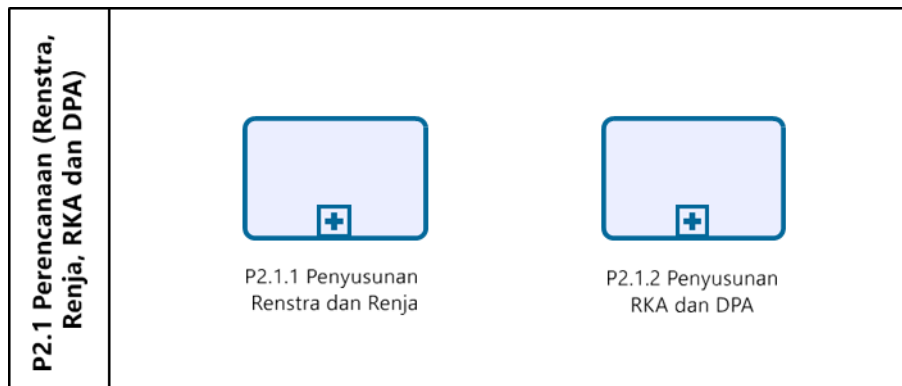 P2.1 Perencanaan (Renstra,
Renja, RKA dan DPA)
P2.1.1 Penyusunan
Renstra dan Renja
P2.1.2 Penyusunan
RKA dan DPA